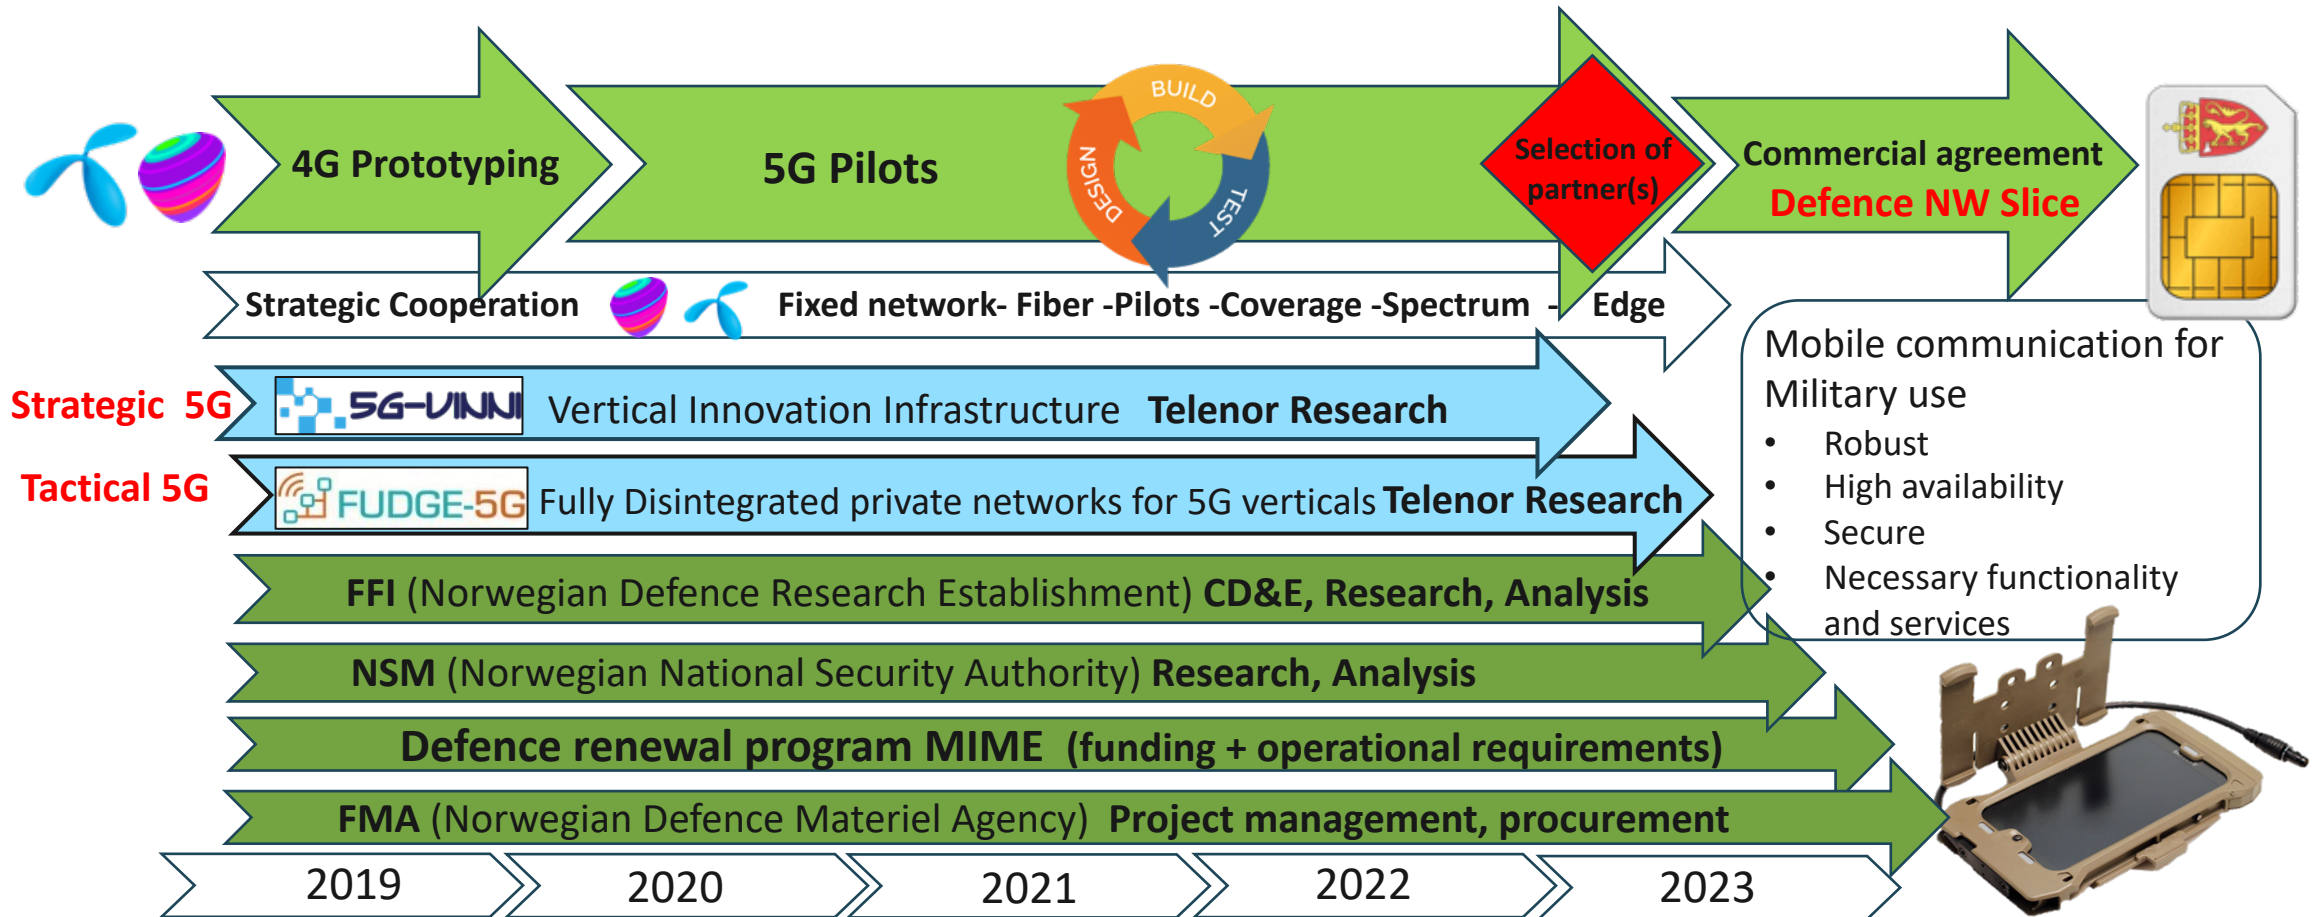 4G Prototyping
5G Pilots
BUILD
TEST
DESIGN
Selection of
partner(s)
Commercial agreement
Defence NW Slice
Strategic Cooperation
Fixed network- Fiber -Pilots -Coverage -Spectrum - Edge
Mobile communication for
Military use
• Robust
• High availability
• Secure
• Necessary functionality
and services
Strategic 5G
5G-VINNI Vertical Innovation Infrastructure Telenor Research
Tactical 5G
FUDGE-5G Fully Disintegrated private networks for 5G verticals Telenor Research
FFI (Norwegian Defence Research Establishment) CD&E, Research, Analysis
NSM (Norwegian National Security Authority) Research, Analysis
Defence renewal program MIME (funding + operational requirements)
FMA (Norwegian Defence Materiel Agency) Project management, procurement
2019
2020
2021
2022
2023